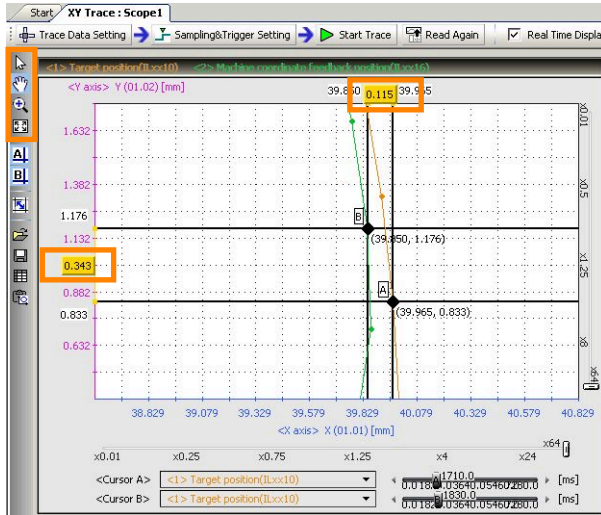 Start XY Trace : Scope1
Trace Data Setting Sampling&Trigger Setting Start Trace Read Again Real Time Displa
<1> Target position(ILxx10) <2> Machine coordinate feedback position(ILxx16)
<Y axis> Y (01.02) [mm] 39.850 0.115 39.965
1.632
1.382
1.176
1.132
0.343
0.882
0.833
0.632
B
(39.850, 1.176)
A
(39.965, 0.833)
x0.01
x0.5
x1.25
x8
x64
38.829 39.079 39.329 39.579 39.829 40.079 40.329 40.579 40.829
<X axis> X (01.01) [mm]
x64
x0.01 x0.25 x0.75 x1.25 x4 x24
<Cursor A> <1> Target position(ILxx10) 1710.0 [ms]
<Cursor B> <1> Target position(ILxx10) 1830.0 [ms]